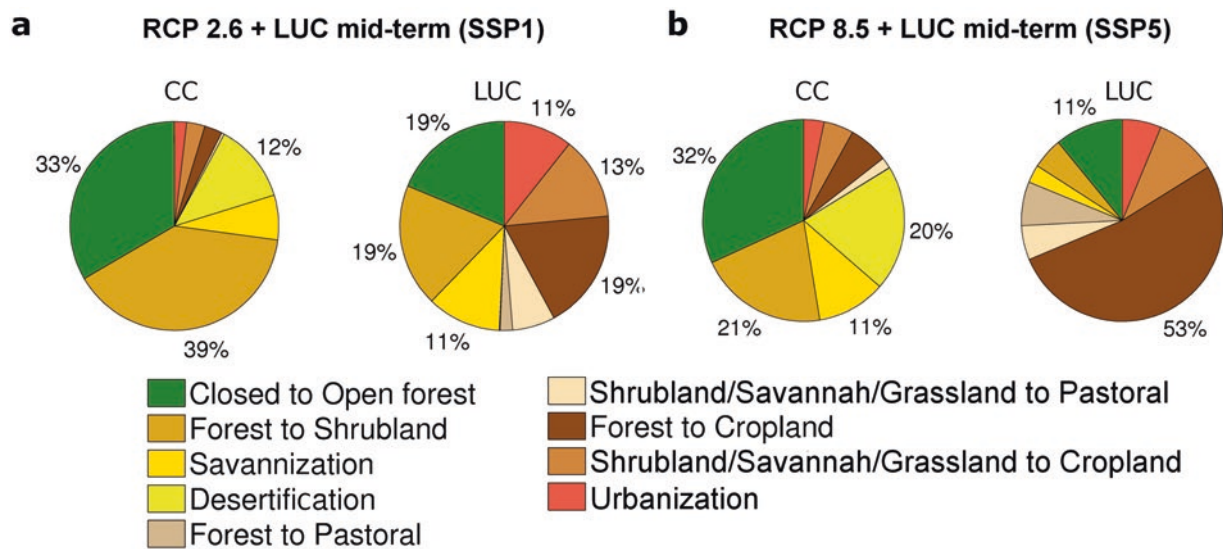 a RCP 2.6 + LUC mid-term (SSP1)
b RCP 8.5 + LUC mid-term (SSP5)
CC
33%
12%
39%
LUC
19%
11%
13%
19%
19%
11%
CC
32%
20%
21%
11%
LUC
11%
53%
Closed to Open forest
Forest to Shrubland
Savannization
Desertification
Forest to Pastoral
Shrubland/Savannah/Grassland to Pastoral
Forest to Cropland
Shrubland/Savannah/Grassland to Cropland
Urbanization